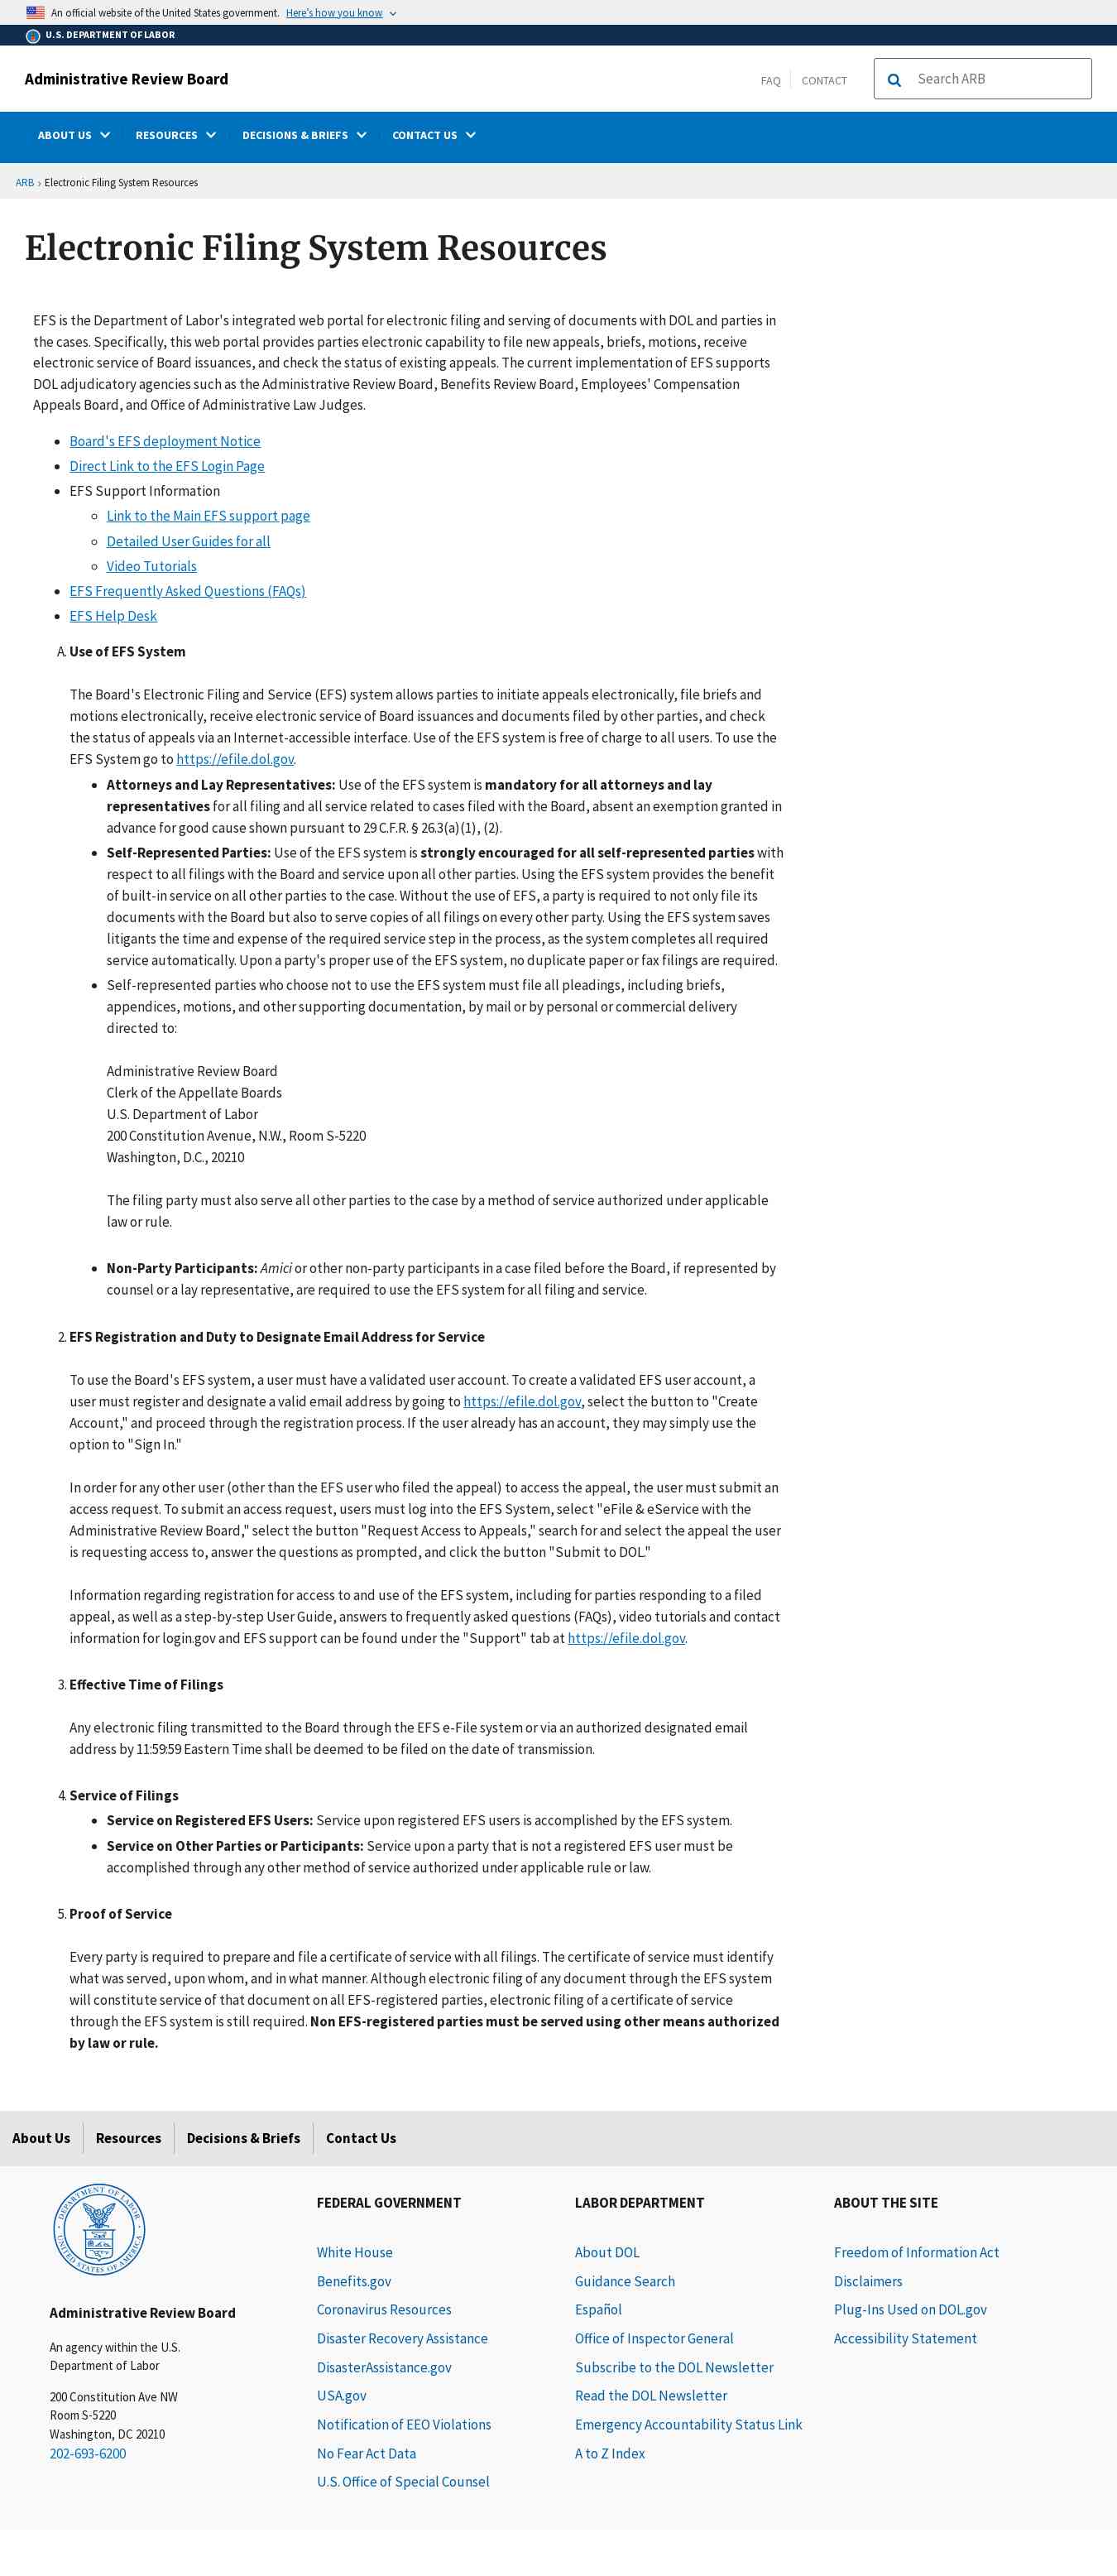 An official website of the United States government. Here's how you know
U.S. DEPARTMENT OF LABOR
Administrative Review Board
FAQ
CONTACT
Search ARB
ABOUT US
RESOURCES
DECISIONS & BRIEFS
CONTACT US
ARB › Electronic Filing System Resources
Electronic Filing System Resources
EFS is the Department of Labor's integrated web portal for electronic filing and serving of documents with DOL and parties in
the cases. Specifically, this web portal provides parties electronic capability to file new appeals, briefs, motions, receive
electronic service of Board issuances, and check the status of existing appeals. The current implementation of EFS supports
DOL adjudicatory agencies such as the Administrative Review Board, Benefits Review Board, Employees' Compensation
Appeals Board, and Office of Administrative Law Judges.
• Board's EFS deployment Notice
• Direct Link to the EFS Login Page
• EFS Support Information
◦ Link to the Main EFS support page
◦ Detailed User Guides for all
◦ Video Tutorials
• EFS Frequently Asked Questions (FAQs)
• EFS Help Desk
A. Use of EFS System
The Board's Electronic Filing and Service (EFS) system allows parties to initiate appeals electronically, file briefs and
motions electronically, receive electronic service of Board issuances and documents filed by other parties, and check
the status of appeals via an Internet-accessible interface. Use of the EFS system is free of charge to all users. To use the
EFS System go to https://efile.dol.gov.
• Attorneys and Lay Representatives: Use of the EFS system is mandatory for all attorneys and lay
representatives for all filing and all service related to cases filed with the Board, absent an exemption granted in
advance for good cause shown pursuant to 29 C.F.R. § 26.3(a)(1), (2).
• Self-Represented Parties: Use of the EFS system is strongly encouraged for all self-represented parties with
respect to all filings with the Board and service upon all other parties. Using the EFS system provides the benefit
of built-in service on all other parties to the case. Without the use of EFS, a party is required to not only file its
documents with the Board but also to serve copies of all filings on every other party. Using the EFS system saves
litigants the time and expense of the required service step in the process, as the system completes all required
service automatically. Upon a party's proper use of the EFS system, no duplicate paper or fax filings are required.
• Self-represented parties who choose not to use the EFS system must file all pleadings, including briefs,
appendices, motions, and other supporting documentation, by mail or by personal or commercial delivery
directed to:
Administrative Review Board
Clerk of the Appellate Boards
U.S. Department of Labor
200 Constitution Avenue, N.W., Room S-5220
Washington, D.C., 20210
The filing party must also serve all other parties to the case by a method of service authorized under applicable
law or rule.
• Non-Party Participants: Amici or other non-party participants in a case filed before the Board, if represented by
counsel or a lay representative, are required to use the EFS system for all filing and service.
2. EFS Registration and Duty to Designate Email Address for Service
To use the Board's EFS system, a user must have a validated user account. To create a validated EFS user account, a
user must register and designate a valid email address by going to https://efile.dol.gov, select the button to "Create
Account," and proceed through the registration process. If the user already has an account, they may simply use the
option to "Sign In."
In order for any other user (other than the EFS user who filed the appeal) to access the appeal, the user must submit an
access request. To submit an access request, users must log into the EFS System, select "eFile & eService with the
Administrative Review Board," select the button "Request Access to Appeals," search for and select the appeal the user
is requesting access to, answer the questions as prompted, and click the button "Submit to DOL."
Information regarding registration for access to and use of the EFS system, including for parties responding to a filed
appeal, as well as a step-by-step User Guide, answers to frequently asked questions (FAQs), video tutorials and contact
information for login.gov and EFS support can be found under the "Support" tab at https://efile.dol.gov.
3. Effective Time of Filings
Any electronic filing transmitted to the Board through the EFS e-File system or via an authorized designated email
address by 11:59:59 Eastern Time shall be deemed to be filed on the date of transmission.
4. Service of Filings
• Service on Registered EFS Users: Service upon registered EFS users is accomplished by the EFS system.
• Service on Other Parties or Participants: Service upon a party that is not a registered EFS user must be
accomplished through any other method of service authorized under applicable rule or law.
5. Proof of Service
Every party is required to prepare and file a certificate of service with all filings. The certificate of service must identify
what was served, upon whom, and in what manner. Although electronic filing of any document through the EFS system
will constitute service of that document on all EFS-registered parties, electronic filing of a certificate of service
through the EFS system is still required. Non EFS-registered parties must be served using other means authorized
by law or rule.
About Us
Resources
Decisions & Briefs
Contact Us
DEPARTMENT OF LABOR
UNITED STATES OF AMERICA
Administrative Review Board
An agency within the U.S.
Department of Labor
200 Constitution Ave NW
Room S-5220
Washington, DC 20210
202-693-6200
FEDERAL GOVERNMENT
White House
Benefits.gov
Coronavirus Resources
Disaster Recovery Assistance
DisasterAssistance.gov
USA.gov
Notification of EEO Violations
No Fear Act Data
U.S. Office of Special Counsel
LABOR DEPARTMENT
About DOL
Guidance Search
Español
Office of Inspector General
Subscribe to the DOL Newsletter
Read the DOL Newsletter
Emergency Accountability Status Link
A to Z Index
ABOUT THE SITE
Freedom of Information Act
Disclaimers
Plug-Ins Used on DOL.gov
Accessibility Statement